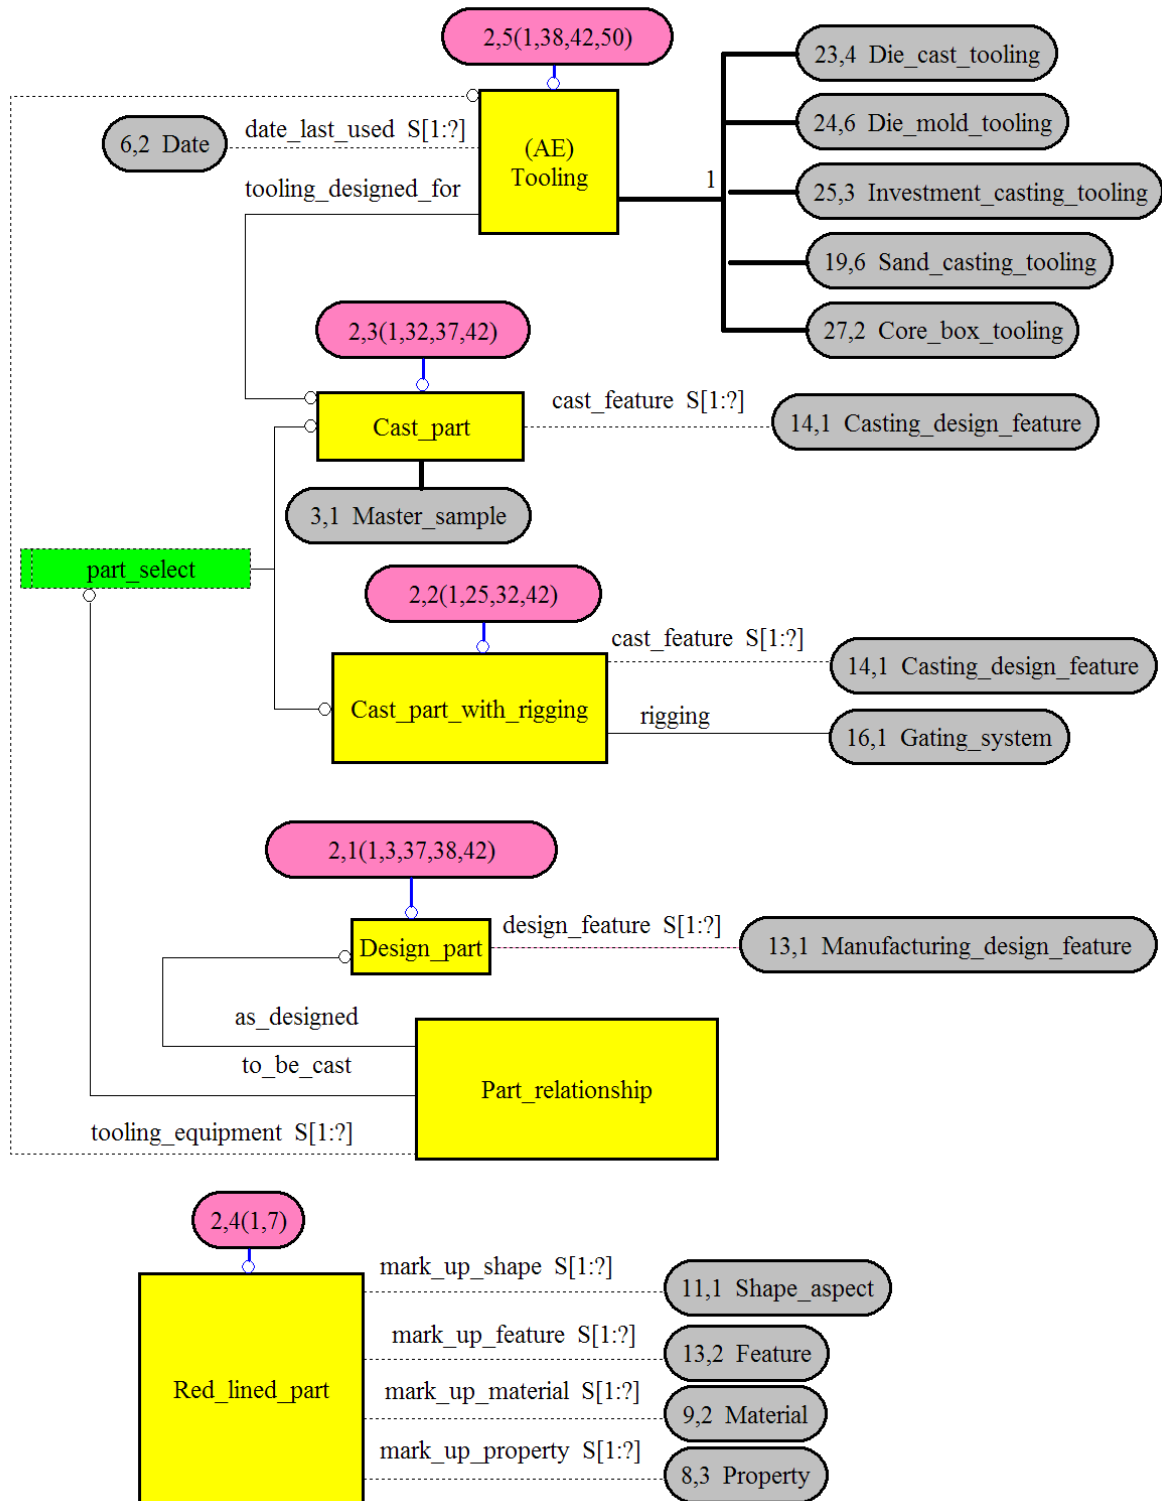 2,5(1,38,42,50)
23,4 Die_cast_tooling
24,6 Die_mold_tooling
25,3 Investment_casting_tooling
19,6 Sand_casting_tooling
27,2 Core_box_tooling
1
(AE)
Tooling
6,2 Date
date_last_used S[1:?]
tooling_designed_for
2,3(1,32,37,42)
Cast_part
cast_feature S[1:?]
14,1 Casting_design_feature
3,1 Master_sample
part_select
2,2(1,25,32,42)
Cast_part_with_rigging
cast_feature S[1:?]
14,1 Casting_design_feature
rigging
16,1 Gating_system
2,1(1,3,37,38,42)
Design_part
design_feature S[1:?]
13,1 Manufacturing_design_feature
as_designed
to_be_cast
tooling_equipment S[1:?]
Part_relationship
2,4(1,7)
Red_lined_part
mark_up_shape S[1:?]
11,1 Shape_aspect
mark_up_feature S[1:?]
13,2 Feature
mark_up_material S[1:?]
9,2 Material
mark_up_property S[1:?]
8,3 Property